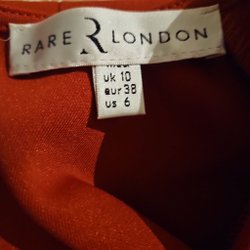 RARE R LONDON
uk 10
eur 38
us 6